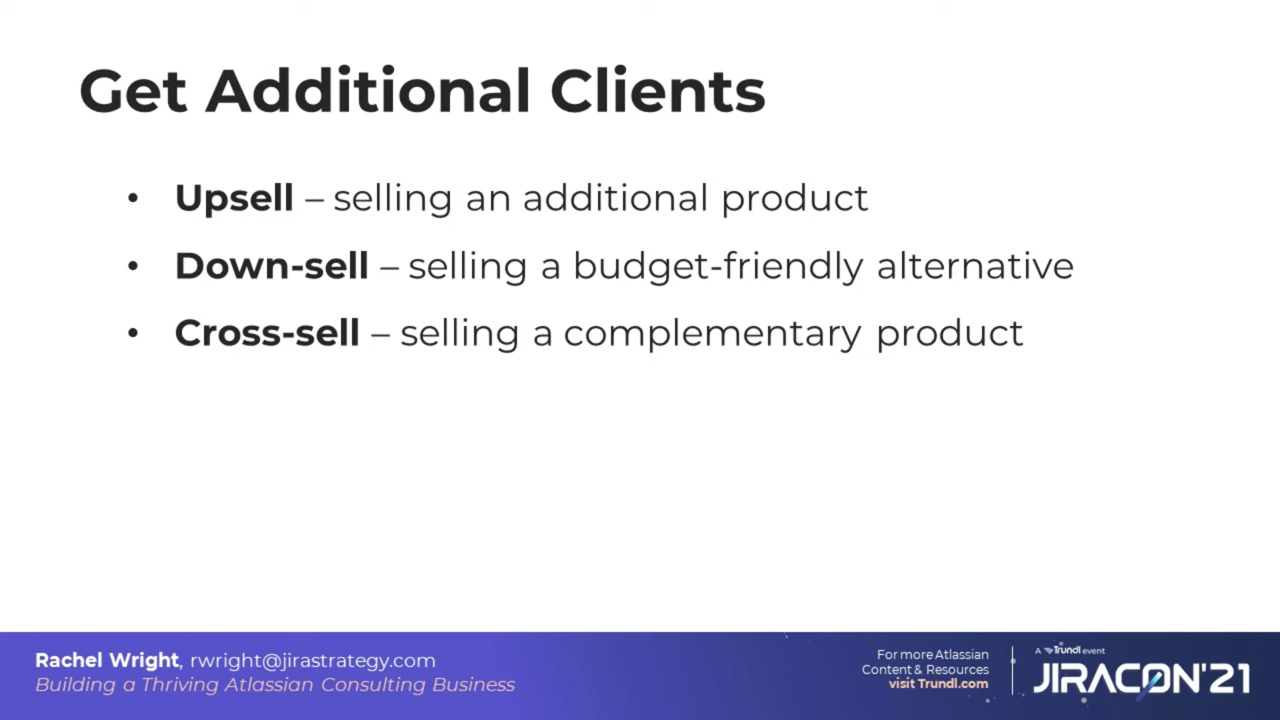 Get Additional Clients
• Upsell – selling an additional product
• Down-sell – selling a budget-friendly alternative
• Cross-sell – selling a complementary product
Rachel Wright, rwright@jirastrategy.com
Building a Thriving Atlassian Consulting Business
For more Atlassian
Content & Resources
visit Trundl.com
A Trundl event
JIRACON'21